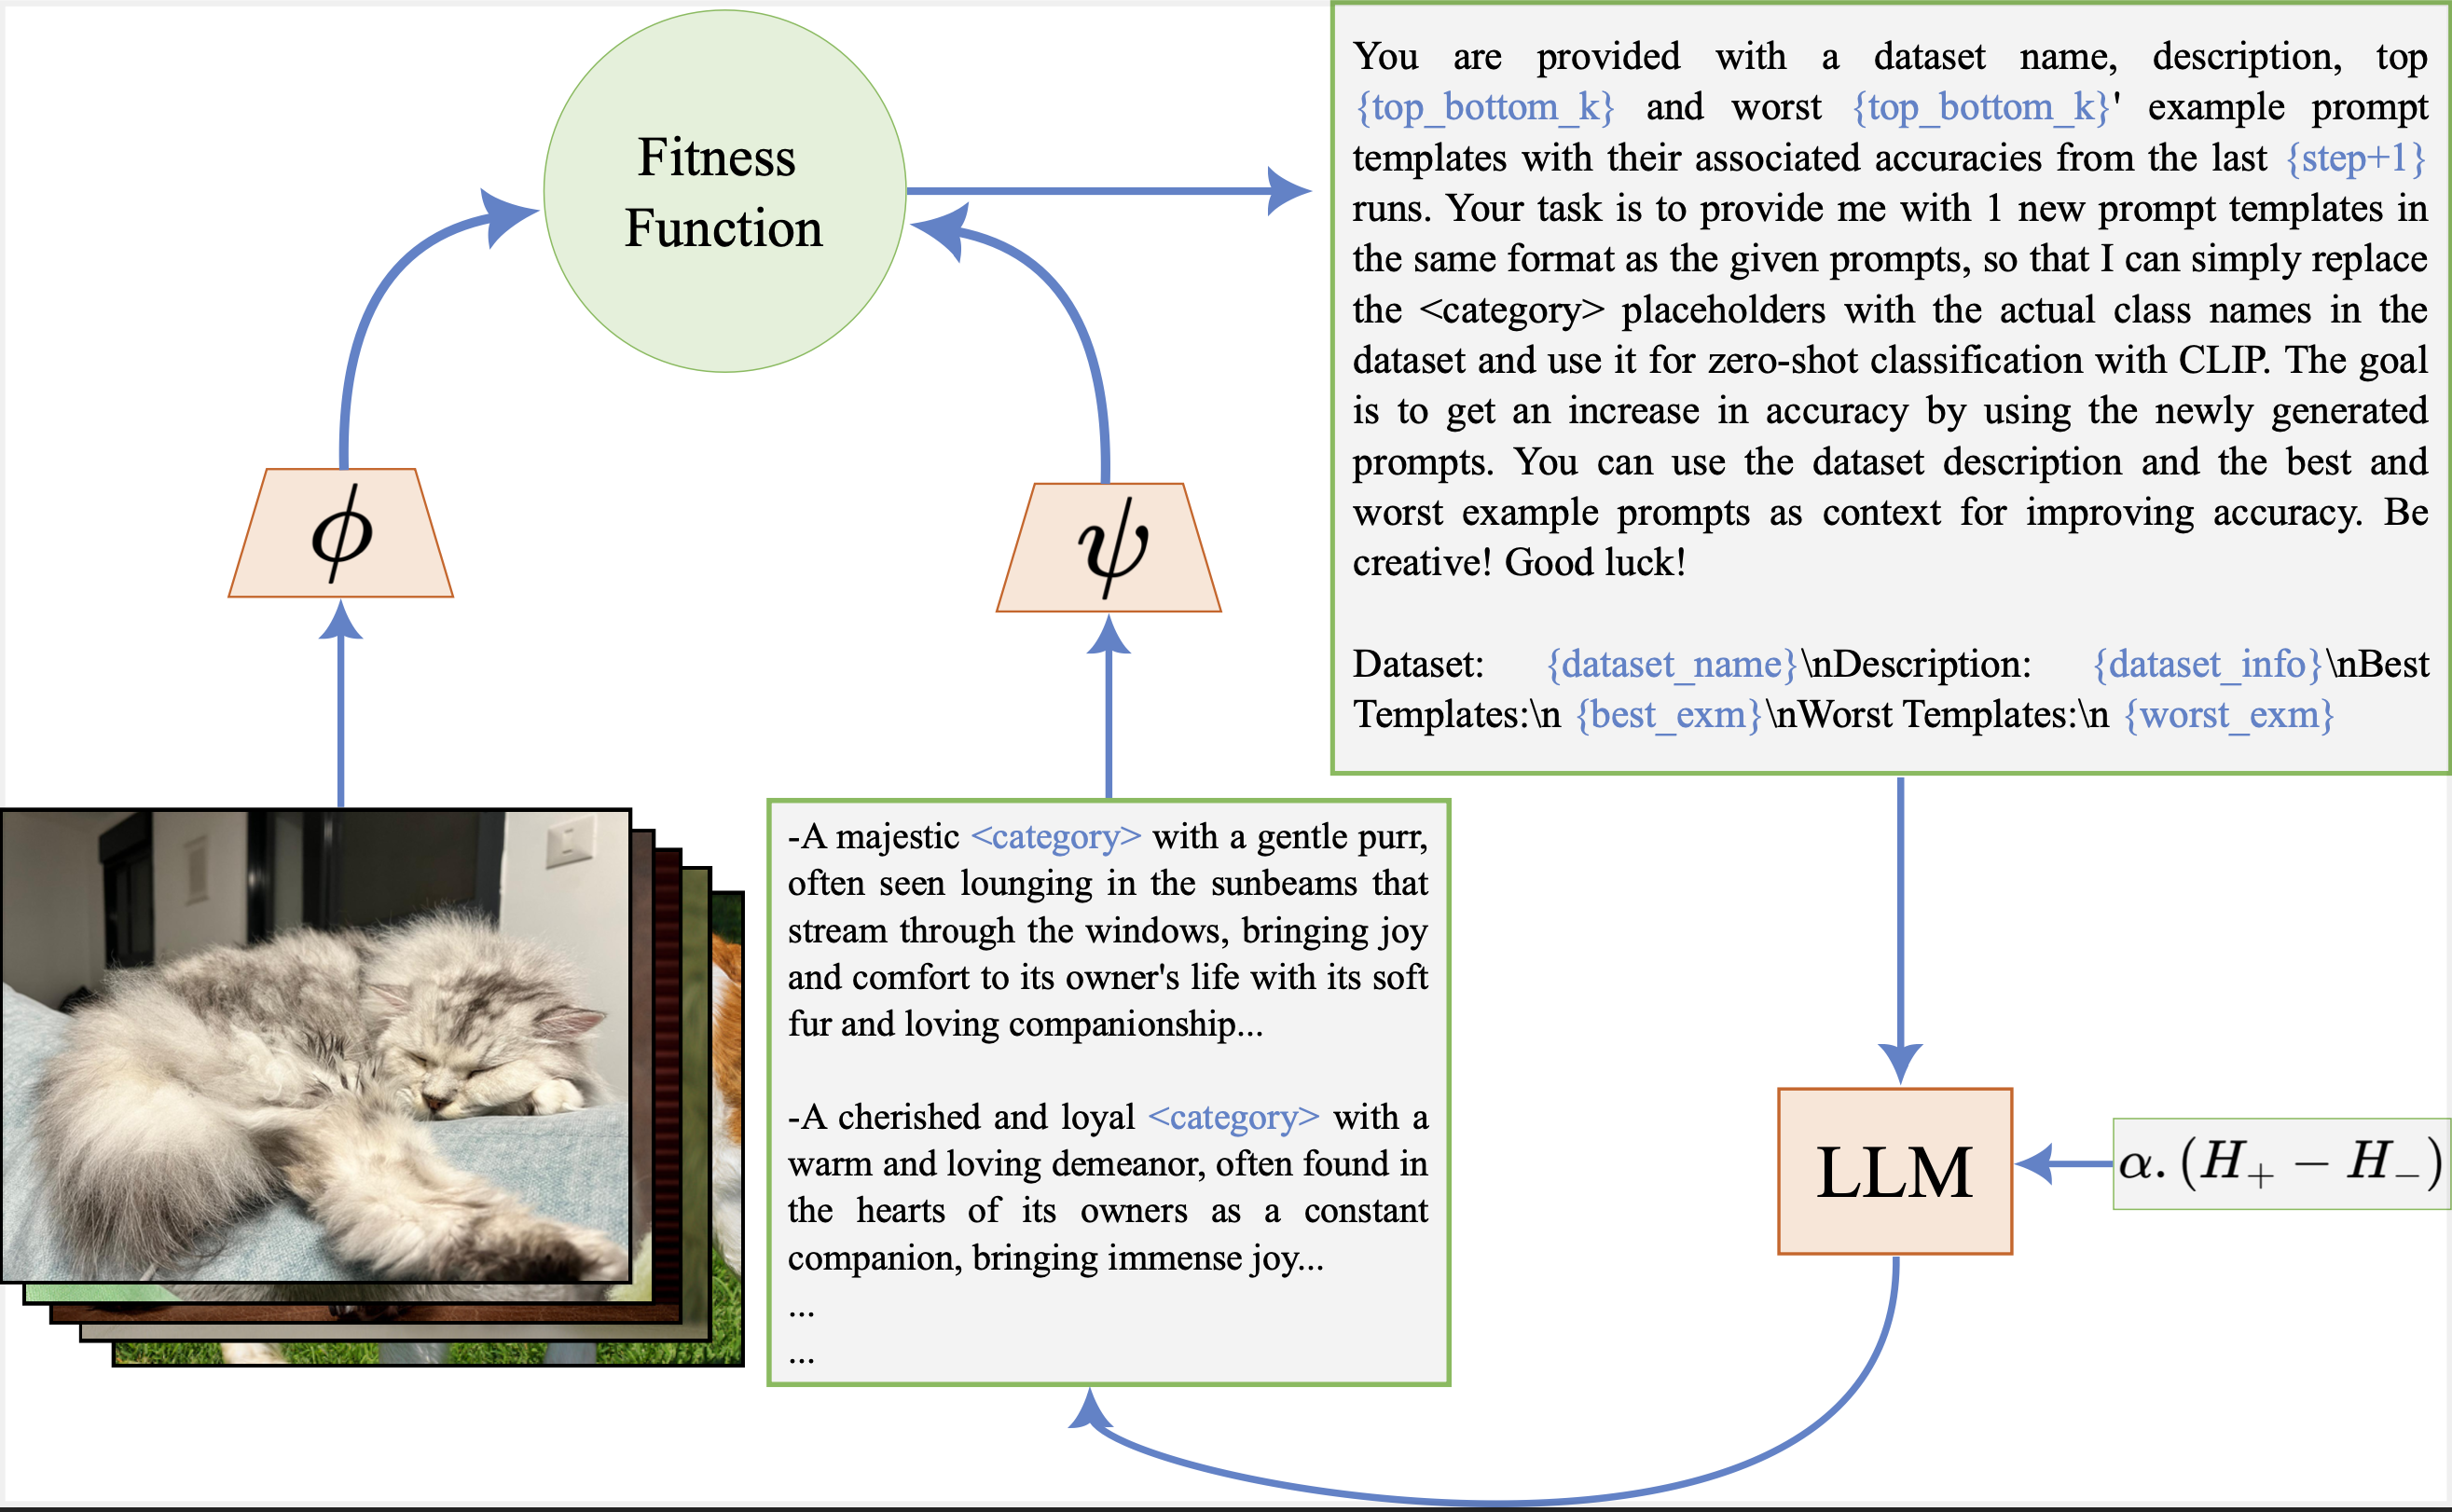 Fitness
Function
You are provided with a dataset name, description, top
{top_bottom_k} and worst {top_bottom_k}' example prompt
templates with their associated accuracies from the last {step+1}
runs. Your task is to provide me with 1 new prompt templates in
the same format as the given prompts, so that I can simply replace
the <category> placeholders with the actual class names in the
dataset and use it for zero-shot classification with CLIP. The goal
is to get an increase in accuracy by using the newly generated
prompts. You can use the dataset description and the best and
worst example prompts as context for improving accuracy. Be
creative! Good luck!
Dataset: {dataset_name}\nDescription: {dataset_info}\nBest
Templates:\n {best_exm}\nWorst Templates:\n {worst_exm}
ϕ
ψ
-A majestic <category> with a gentle purr,
often seen lounging in the sunbeams that
stream through the windows, bringing joy
and comfort to its owner's life with its soft
fur and loving companionship...
-A cherished and loyal <category> with a
warm and loving demeanor, often found in
the hearts of its owners as a constant
companion, bringing immense joy...
...
...
LLM
α.(H₊ − H₋)